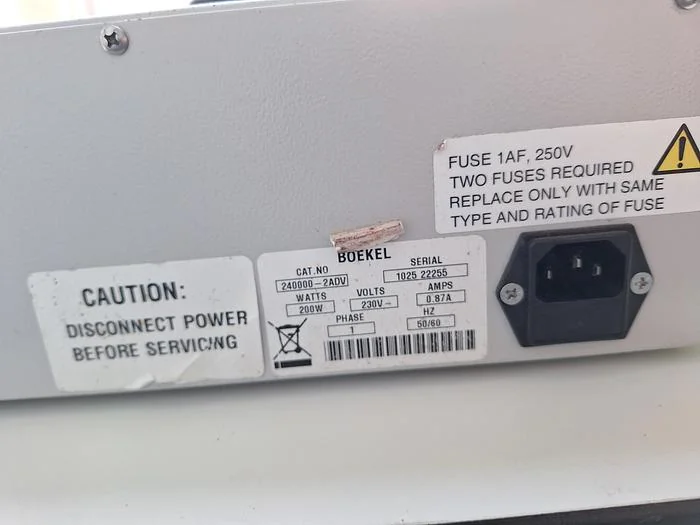 FUSE 1AF, 250V
TWO FUSES REQUIRED
REPLACE ONLY WITH SAME
TYPE AND RATING OF FUSE
CAUTION:
DISCONNECT POWER
BEFORE SERVICING
BOEKEL
CAT.NO SERIAL
240000-2ADV 1025 22255
WATTS VOLTS AMPS
200W 230V~ 0.87A
PHASE HZ
1 50/60